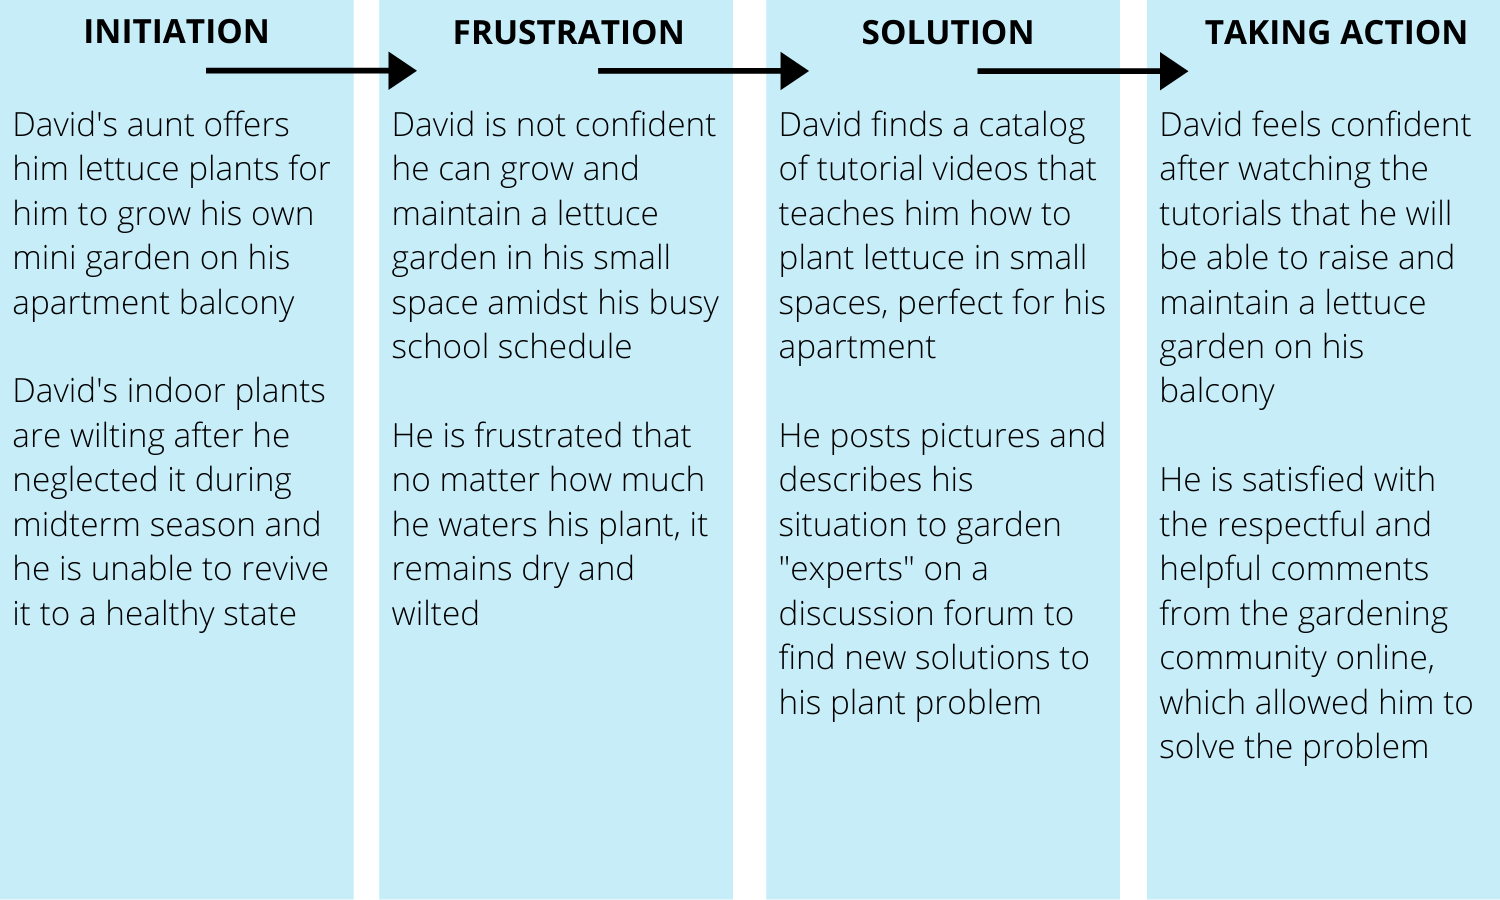 INITIATION
David's aunt offers
him lettuce plants for
him to grow his own
mini garden on his
apartment balcony
David's indoor plants
are wilting after he
neglected it during
midterm season and
he is unable to revive
it to a healthy state
FRUSTRATION
David is not confident
he can grow and
maintain a lettuce
garden in his small
space amidst his busy
school schedule
He is frustrated that
no matter how much
he waters his plant, it
remains dry and
wilted
SOLUTION
David finds a catalog
of tutorial videos that
teaches him how to
plant lettuce in small
spaces, perfect for his
apartment
He posts pictures and
describes his
situation to garden
"experts" on a
discussion forum to
find new solutions to
his plant problem
TAKING ACTION
David feels confident
after watching the
tutorials that he will
be able to raise and
maintain a lettuce
garden on his
balcony
He is satisfied with
the respectful and
helpful comments
from the gardening
community online,
which allowed him to
solve the problem